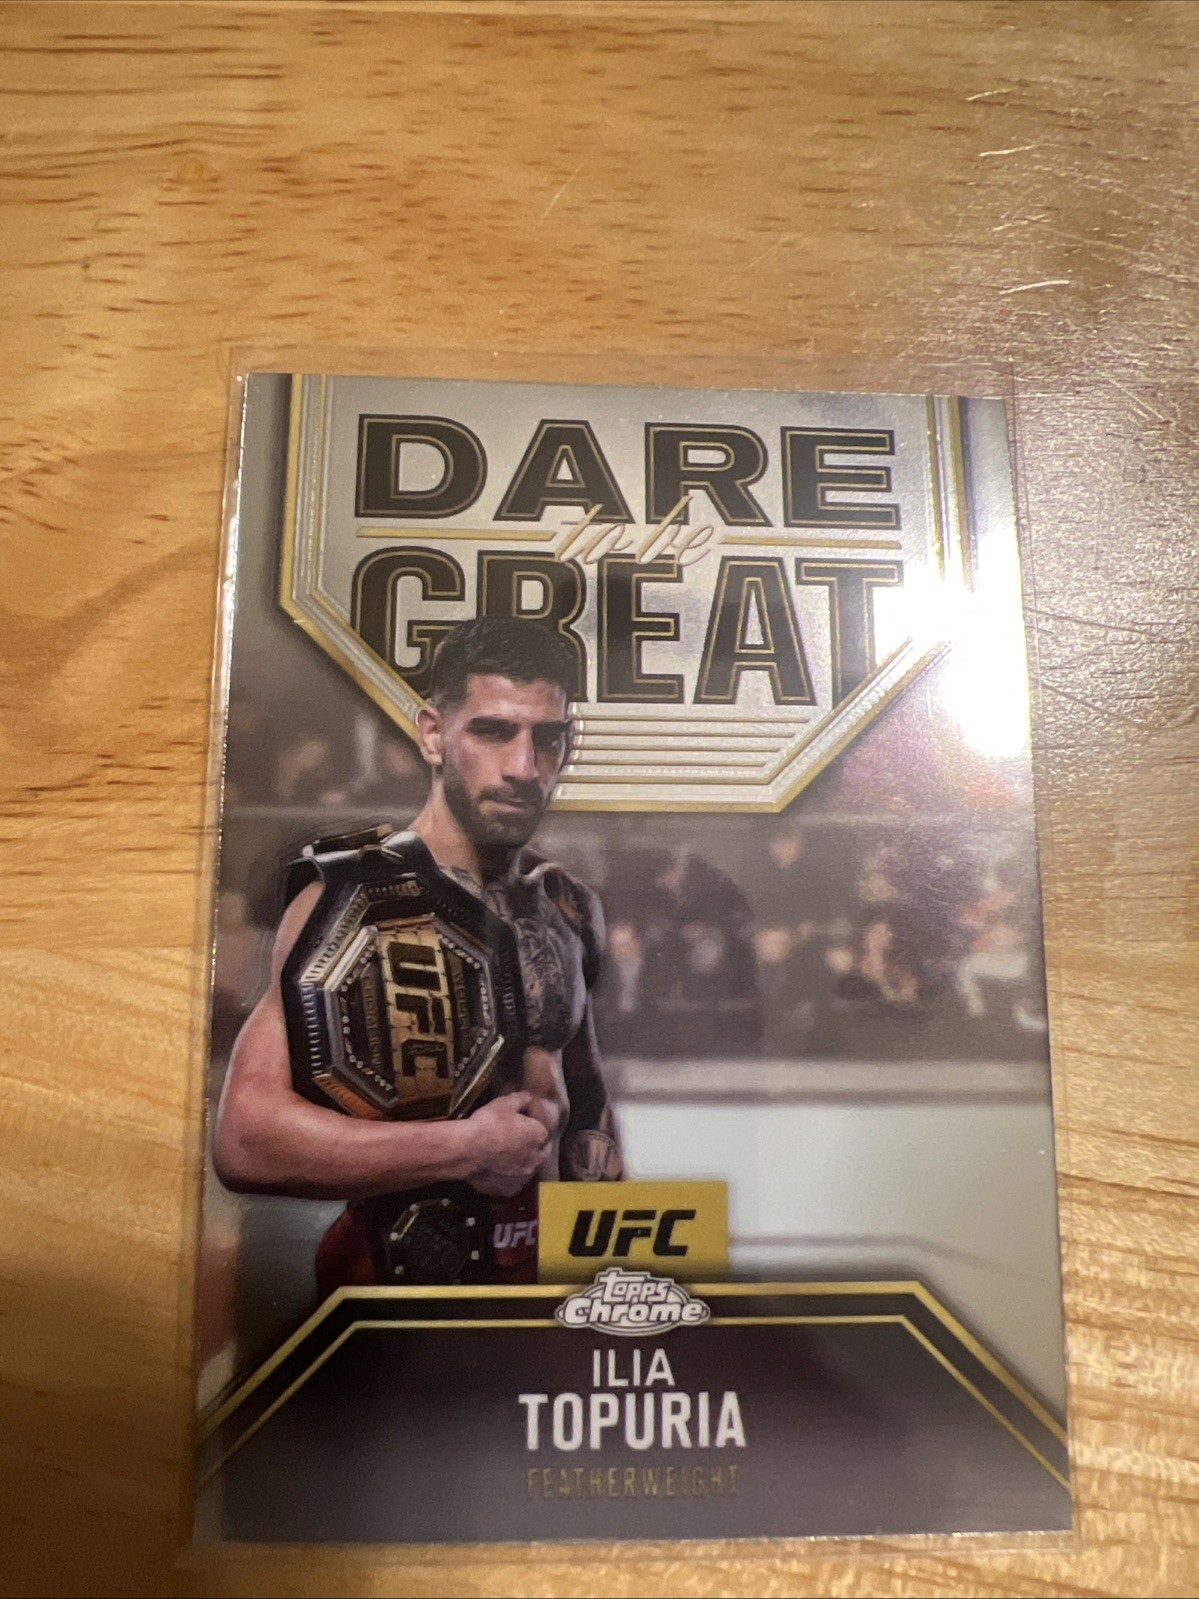 DARE
to be
GREAT
UFC
UFC
UFC
Topps
Chrome
ILIA
TOPURIA
FEATHERWEIGHT